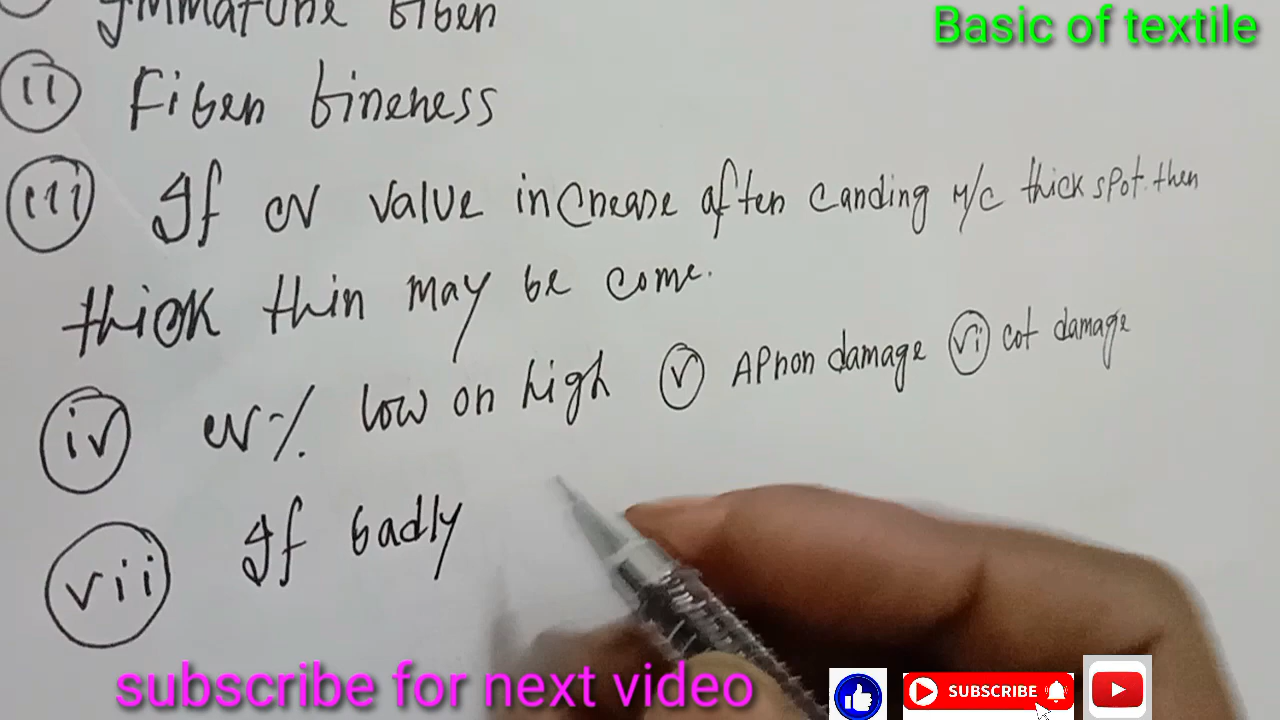 Basic of textile
Immature fiber
ii Fiber fineness
iii If cv value increase after carding m/c thick spot. then
thick thin may be come.
iv cv% low or high v Apron damage vi cot damage
vii If badly
subscribe for next video
SUBSCRIBE